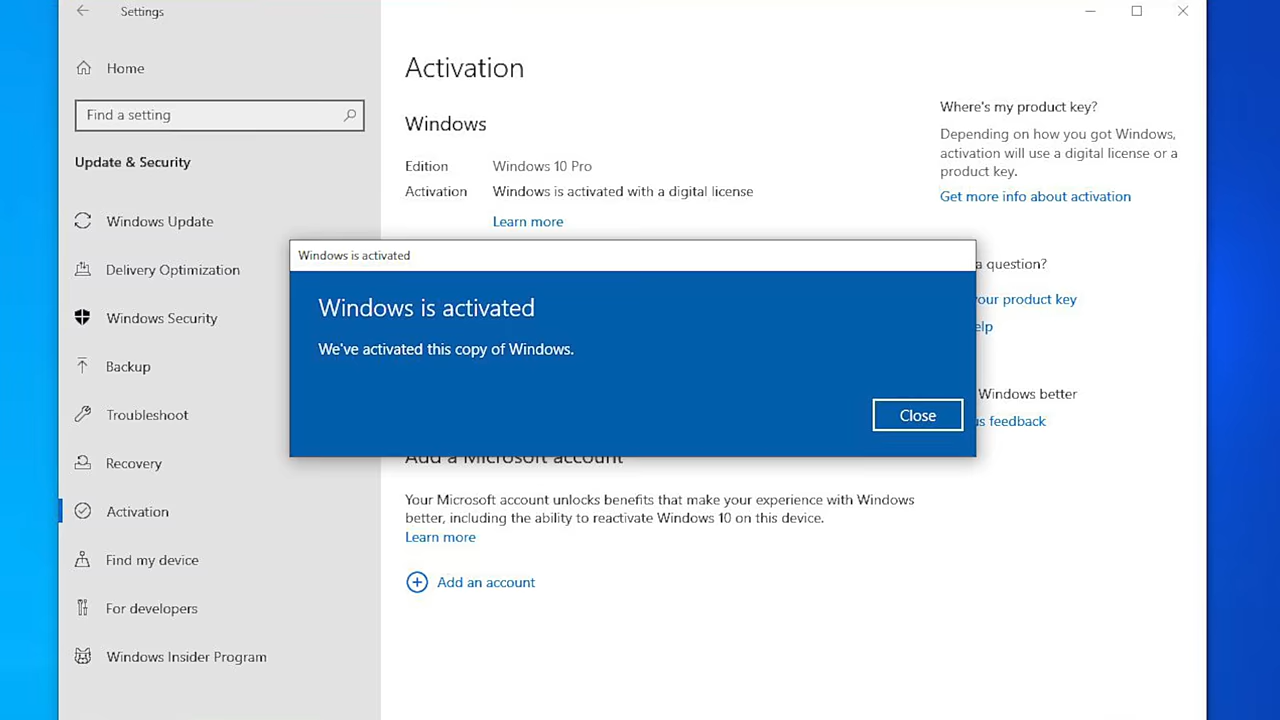 Settings
Home
Find a setting
Update & Security
Windows Update
Delivery Optimization
Windows Security
Backup
Troubleshoot
Recovery
Activation
Find my device
For developers
Windows Insider Program
Activation
Windows
Edition Windows 10 Pro
Activation Windows is activated with a digital license
Learn more
Windows is activated
Windows is activated
We've activated this copy of Windows.
Close
Add a Microsoft account
Your Microsoft account unlocks benefits that make your experience with Windows
better, including the ability to reactivate Windows 10 on this device.
Learn more
Add an account
Where's my product key?
Depending on how you got Windows,
activation will use a digital license or a
product key.
Get more info about activation
a question?
your product key
elp
Windows better
us feedback